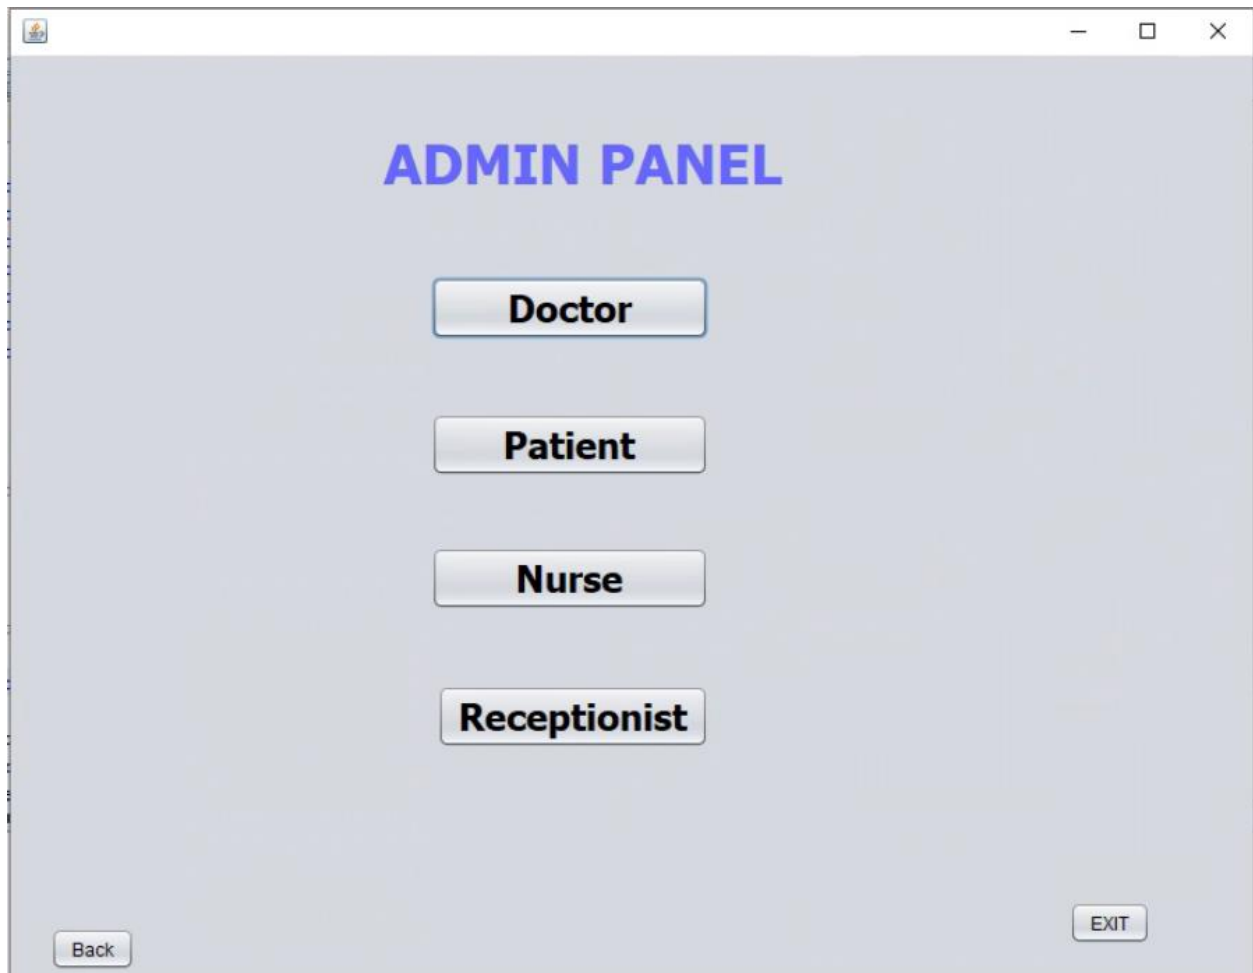 ADMIN PANEL
Doctor
Patient
Nurse
Receptionist
EXIT
Back